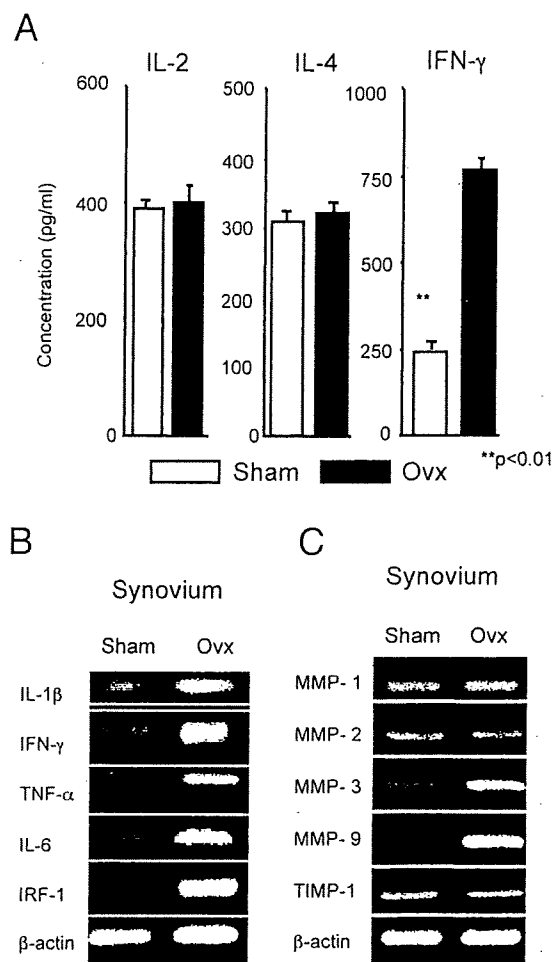 A
IL-2 IL-4 IFN-γ
Concentration (pg/ml)
600
400
200
0
500
400
300
200
100
0
1000
750
500
250
0
**
**p<0.01
Sham Ovx
B
Synovium
Sham Ovx
IL-1β
IFN-γ
TNF-α
IL-6
IRF-1
β-actin
C
Synovium
Sham Ovx
MMP- 1
MMP- 2
MMP- 3
MMP- 9
TIMP-1
β-actin